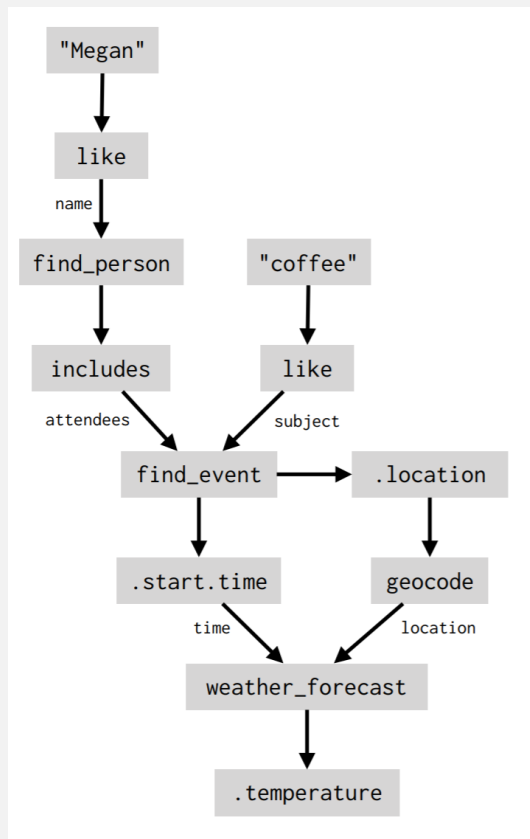 "Megan"
like
name
find_person
"coffee"
includes
like
attendees
subject
find_event
.location
.start.time
geocode
time
location
weather_forecast
.temperature